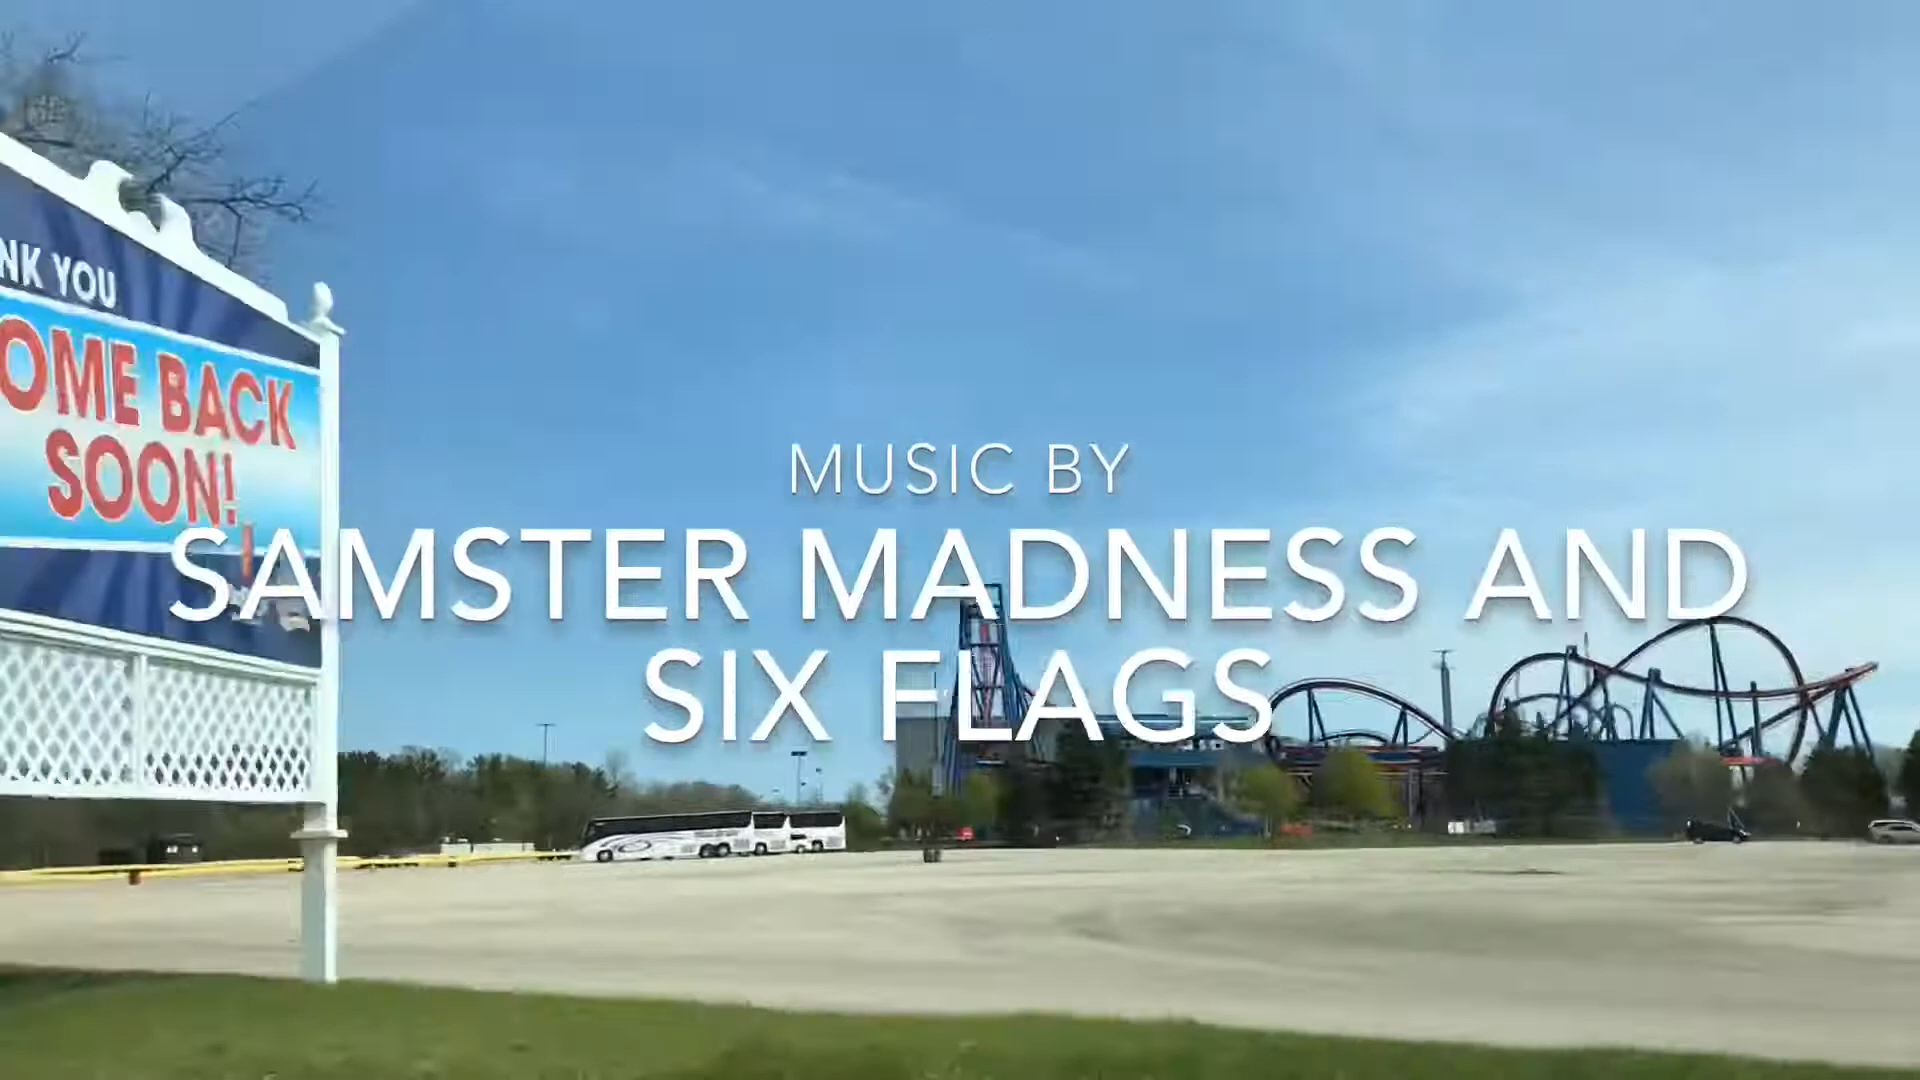 NK YOU
OME BACK
SOON!
MUSIC BY
SAMSTER MADNESS AND
SIX FLAGS